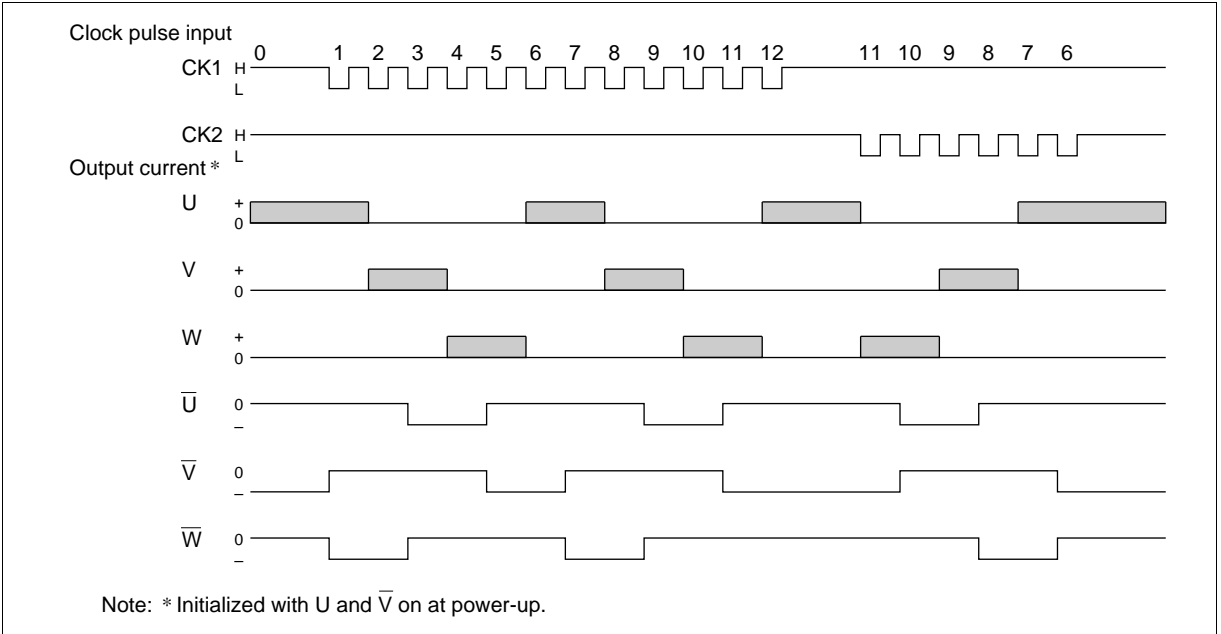 Clock pulse input
0 1 2 3 4 5 6 7 8 9 10 11 12 11 10 9 8 7 6
CK1 H
L
CK2 H
L
Output current *
U +
0
V +
0
W +
0
U̅ 0
–
V̅ 0
–
W̅ 0
–
Note: * Initialized with U and V̅ on at power-up.